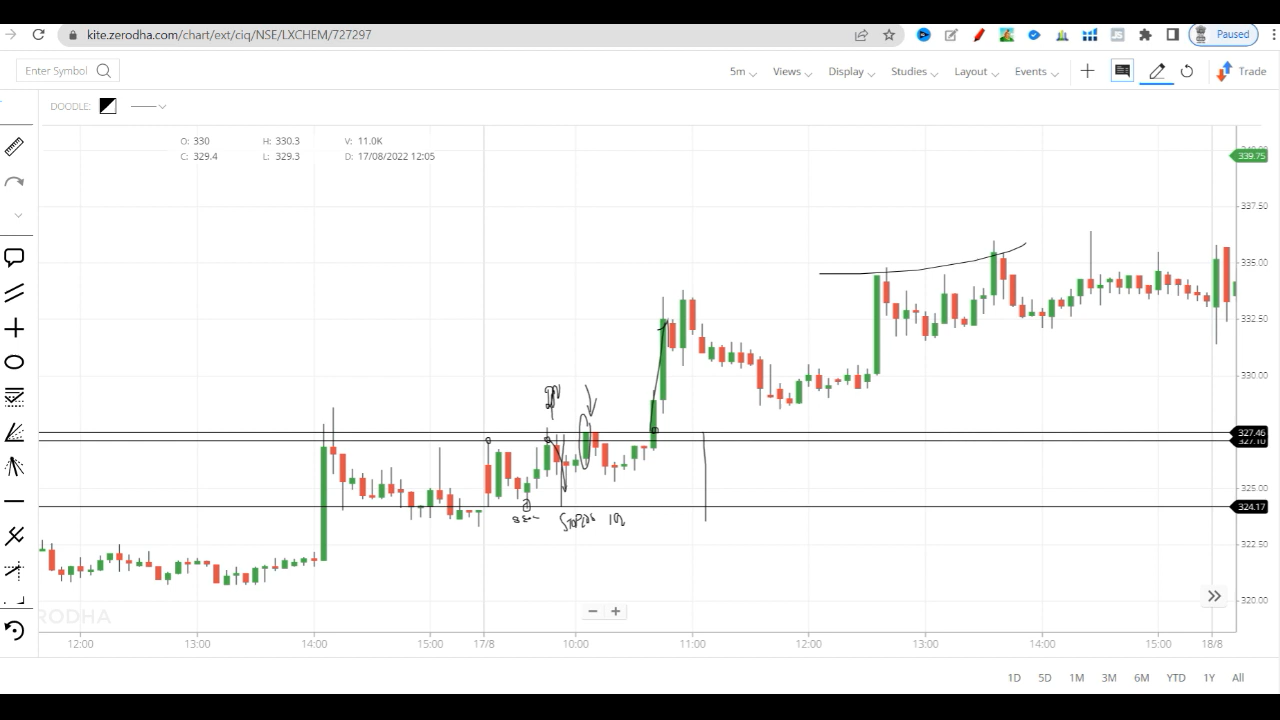 kite.zerodha.com/chart/ext/ciq/NSE/LXCHEM/727297
Paused
Enter Symbol
5m Views Display Studies Layout Events Trade
DOODLE:
O: 330 H: 330.3 V: 11.0K
C: 329.4 L: 329.3 D: 17/08/2022 12:05
339.75
337.50
335.00
332.50
330.00
327.46
327.10
325.00
324.17
322.50
320.00
12:00 13:00 14:00 15:00 17/8 10:00 11:00 12:00 13:00 14:00 15:00 18/8
1D 5D 1M 3M 6M YTD 1Y All